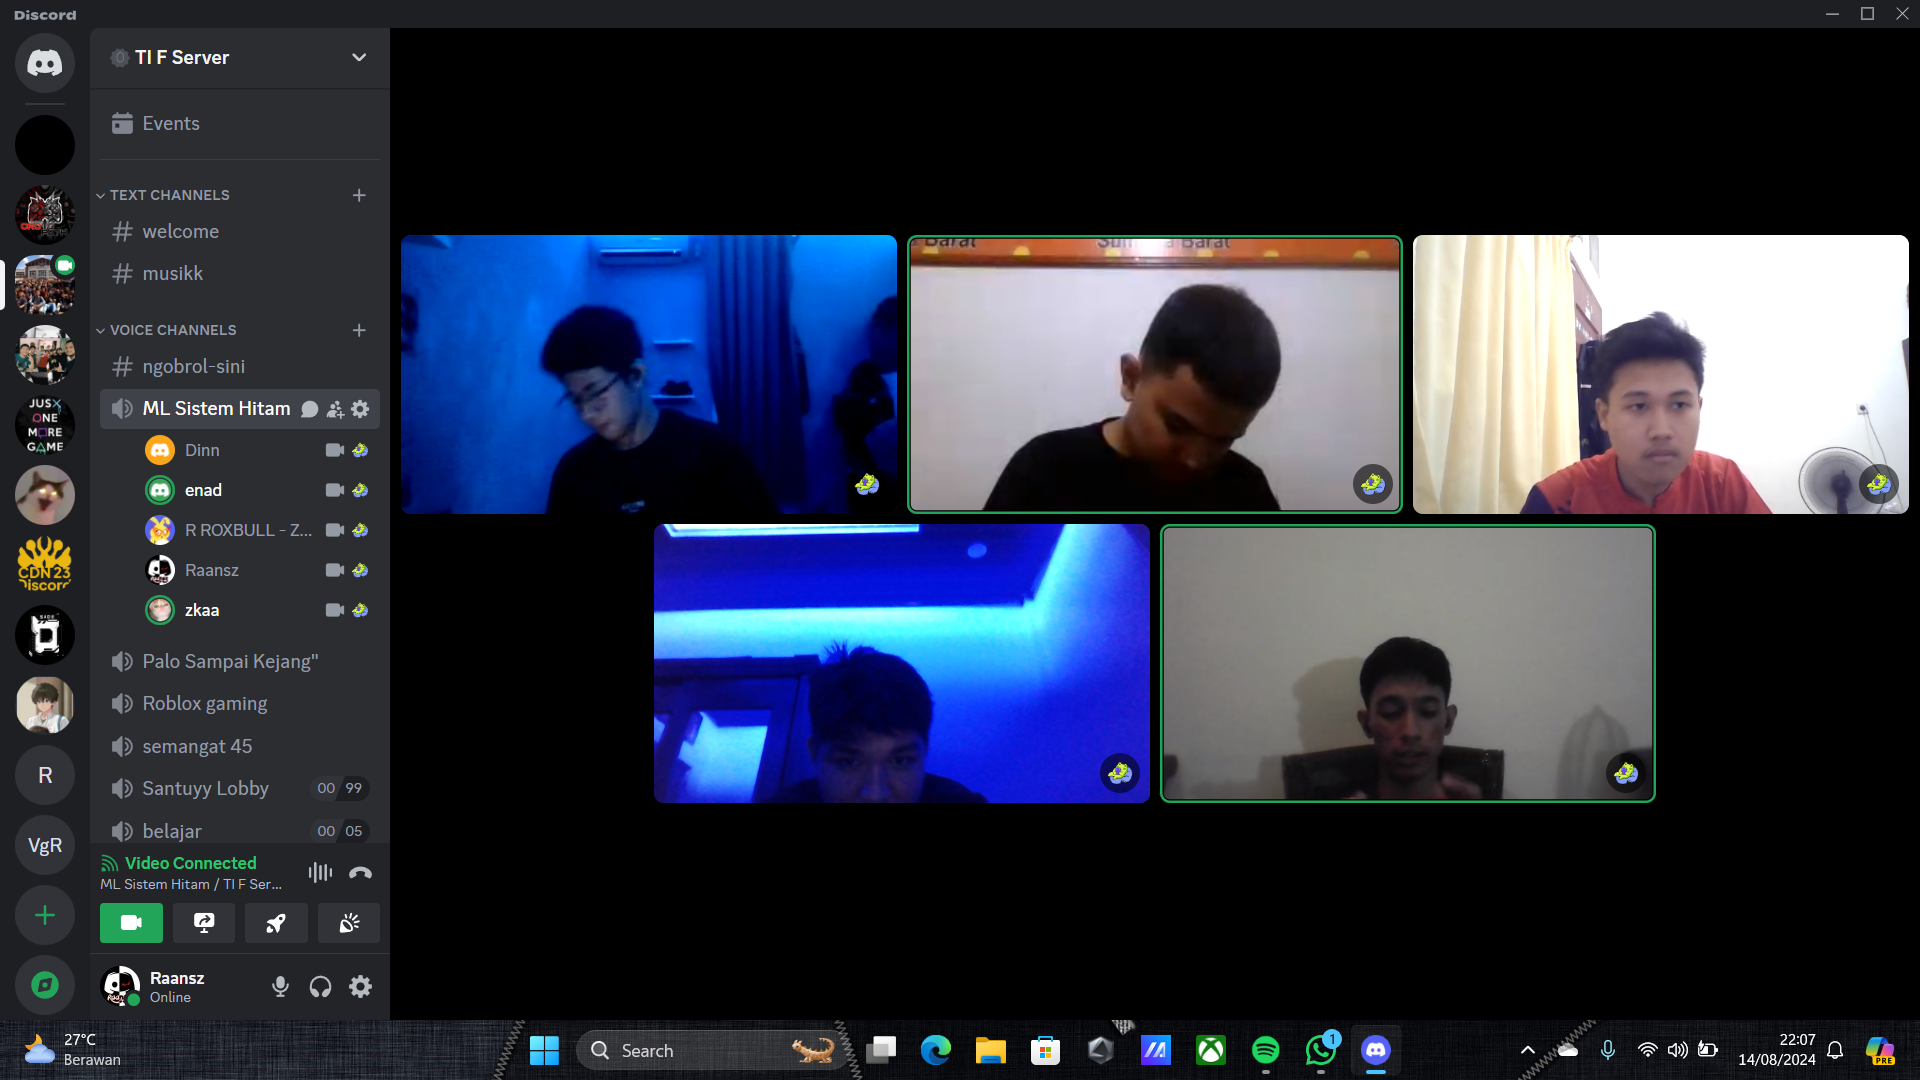 Discord
TI F Server
Events
TEXT CHANNELS
welcome
musikk
VOICE CHANNELS
ngobrol-sini
ML Sistem Hitam
Dinn
enad
R ROXBULL - Z...
Raansz
zkaa
Palo Sampai Kejang"
Roblox gaming
semangat 45
Santuyy Lobby 00 99
belajar 00 05
Video Connected
ML Sistem Hitam / TI F Ser...
Raansz
Online
JUSX
ONE
MORE
GAME
CDN 23
Discord
R
VgR
Barat
Barat
27°C
Berawan
Search
1
22:07
14/08/2024
PRE